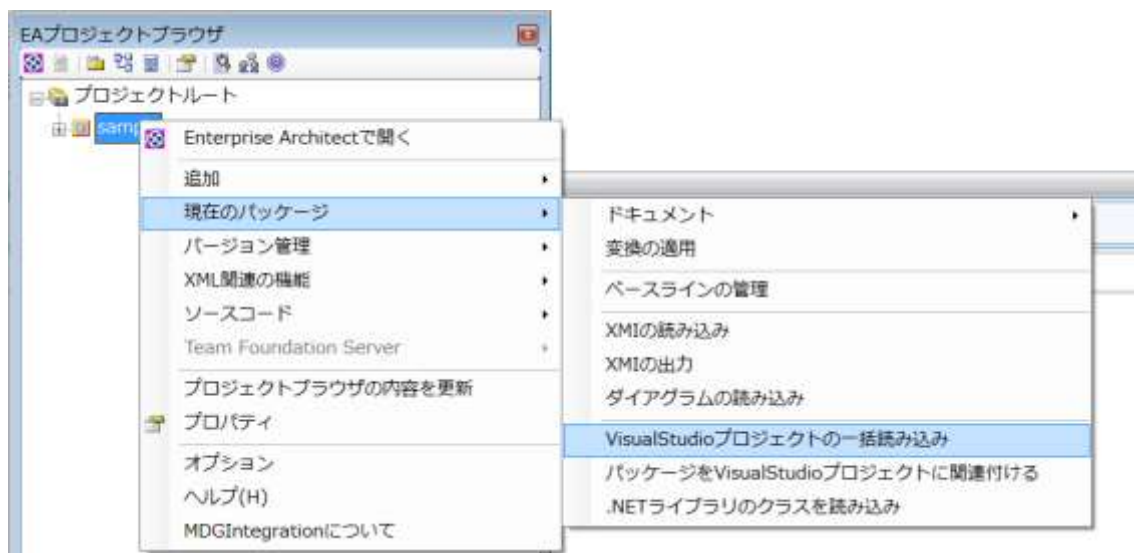 EAプロジェクトブラウザ
プロジェクトルート
Enterprise Architectで開く
追加
現在のパッケージ
バージョン管理
XML関連の機能
ソースコード
Team Foundation Server
プロジェクトブラウザの内容を更新
プロパティ
オプション
ヘルプ(H)
MDGIntegrationについて
ドキュメント
変換の適用
ベースラインの管理
XMIの読み込み
XMIの出力
ダイアグラムの読み込み
VisualStudioプロジェクトの一括読み込み
パッケージをVisualStudioプロジェクトに関連付ける
.NETライブラリのクラスを読み込み